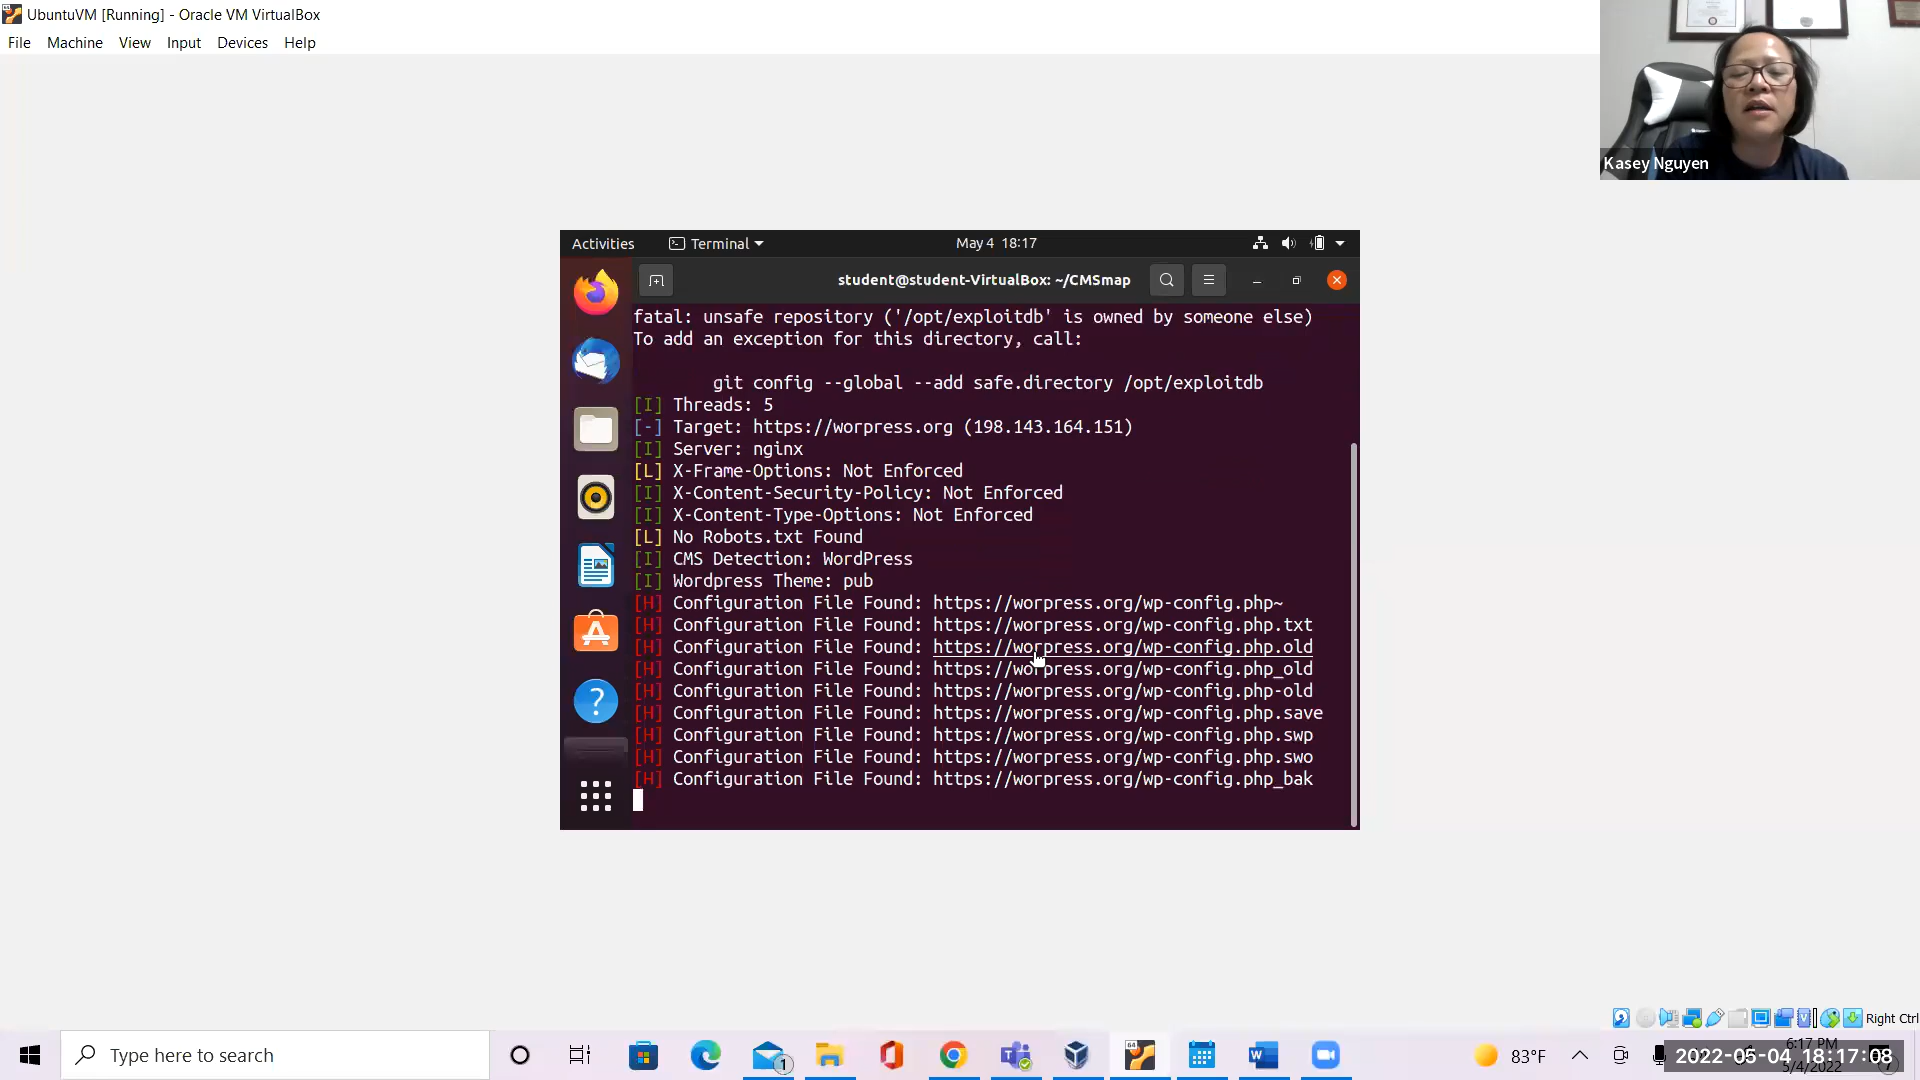 UbuntuVM [Running] - Oracle VM VirtualBox
File Machine View Input Devices Help
Kasey Nguyen
Activities Terminal May 4 18:17
student@student-VirtualBox: ~/CMSmap
fatal: unsafe repository ('/opt/exploitdb' is owned by someone else)
To add an exception for this directory, call:
git config --global --add safe.directory /opt/exploitdb
[I] Threads: 5
[-] Target: https://worpress.org (198.143.164.151)
[I] Server: nginx
[L] X-Frame-Options: Not Enforced
[I] X-Content-Security-Policy: Not Enforced
[I] X-Content-Type-Options: Not Enforced
[L] No Robots.txt Found
[I] CMS Detection: WordPress
[I] Wordpress Theme: pub
[H] Configuration File Found: https://worpress.org/wp-config.php~
[H] Configuration File Found: https://worpress.org/wp-config.php.txt
[H] Configuration File Found: https://worpress.org/wp-config.php.old
[H] Configuration File Found: https://worpress.org/wp-config.php_old
[H] Configuration File Found: https://worpress.org/wp-config.php-old
[H] Configuration File Found: https://worpress.org/wp-config.php.save
[H] Configuration File Found: https://worpress.org/wp-config.php.swp
[H] Configuration File Found: https://worpress.org/wp-config.php.swo
[H] Configuration File Found: https://worpress.org/wp-config.php_bak
Right Ctrl
Type here to search
1
64
83°F
6:17 PM
2022-05-04 18:17:08
5/4/2022
7